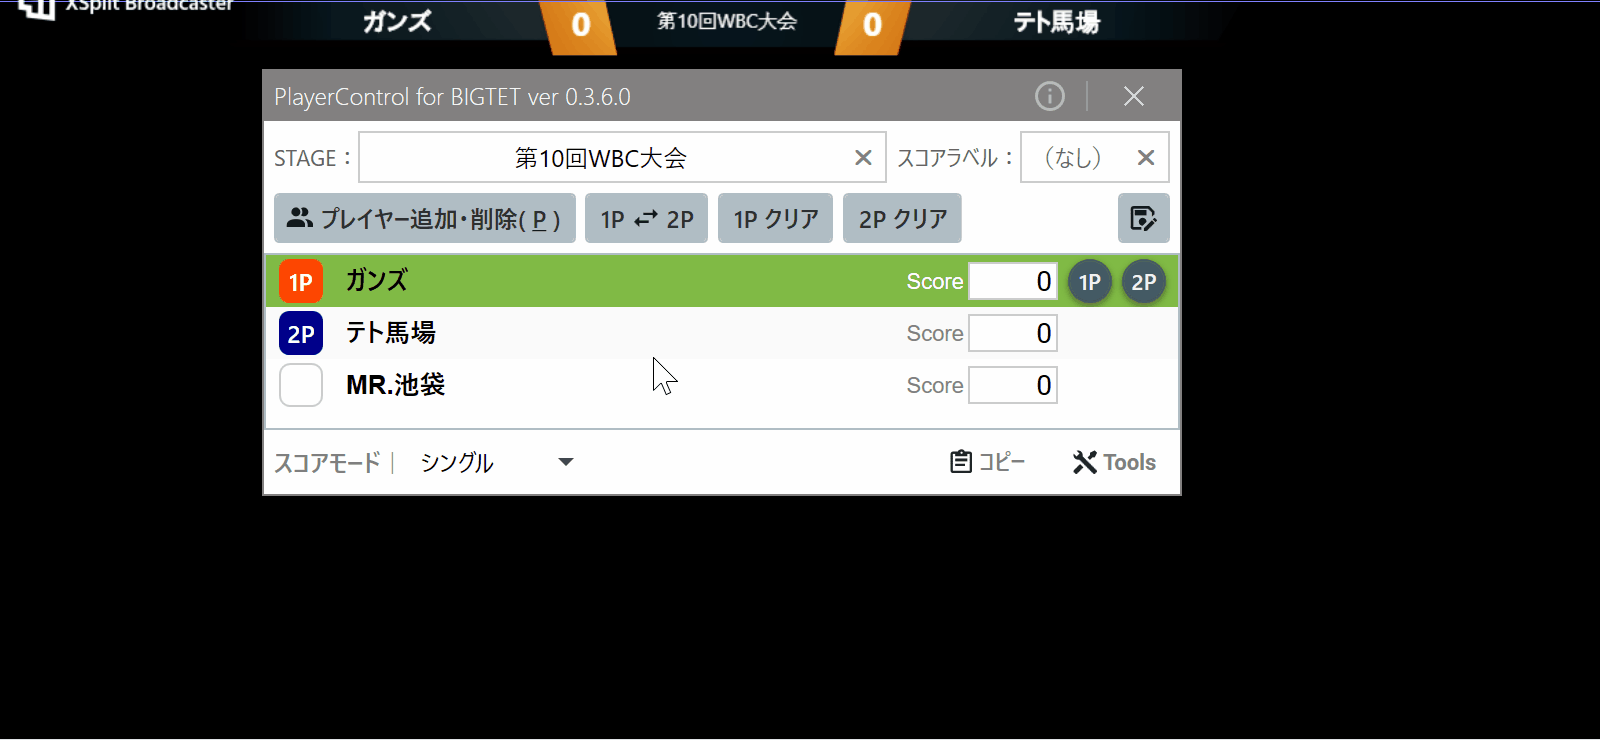 XSplit Broadcaster
ガンズ 0 第10回WBC大会 0 テト馬場
PlayerControl for BIGTET ver 0.3.6.0
STAGE： 第10回WBC大会 スコアラベル： （なし）
プレイヤー追加・削除( P ) 1P 2P 1P クリア 2P クリア
1P ガンズ Score 0 1P 2P
2P テト馬場 Score 0
MR.池袋 Score 0
スコアモード シングル コピー Tools